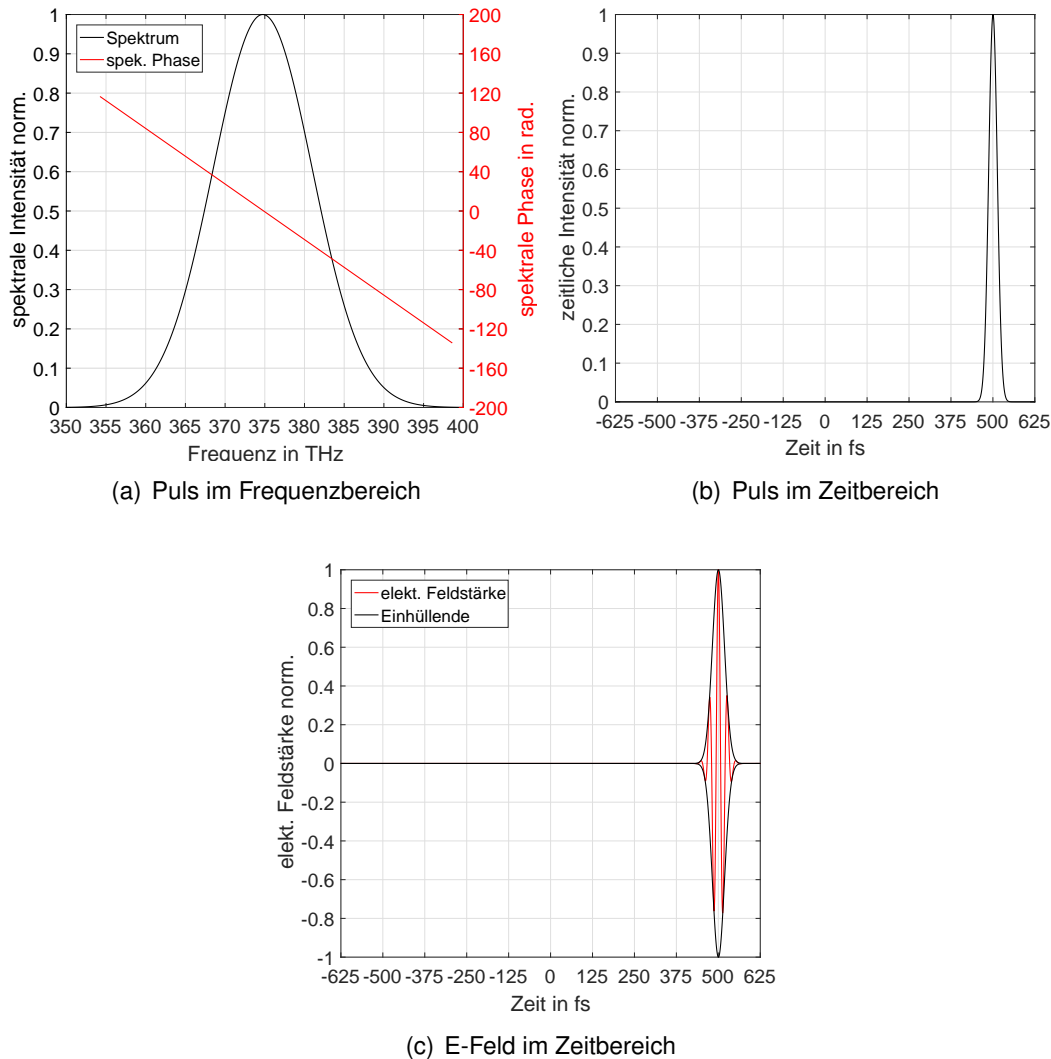 spektrale Intensität norm.
1
0.9
0.8
0.7
0.6
0.5
0.4
0.3
0.2
0.1
0
Spektrum
spek. Phase
200
160
120
80
40
0
-40
-80
-120
-160
-200
spektrale Phase in rad.
350 355 360 365 370 375 380 385 390 395 400
Frequenz in THz
(a) Puls im Frequenzbereich
zeitliche Intensität norm.
1
0.9
0.8
0.7
0.6
0.5
0.4
0.3
0.2
0.1
0
-625 -500 -375 -250 -125 0 125 250 375 500 625
Zeit in fs
(b) Puls im Zeitbereich
elekt. Feldstärke norm.
1
0.8
0.6
0.4
0.2
0
-0.2
-0.4
-0.6
-0.8
-1
elekt. Feldstärke
Einhüllende
-625 -500 -375 -250 -125 0 125 250 375 500 625
Zeit in fs
(c) E-Feld im Zeitbereich